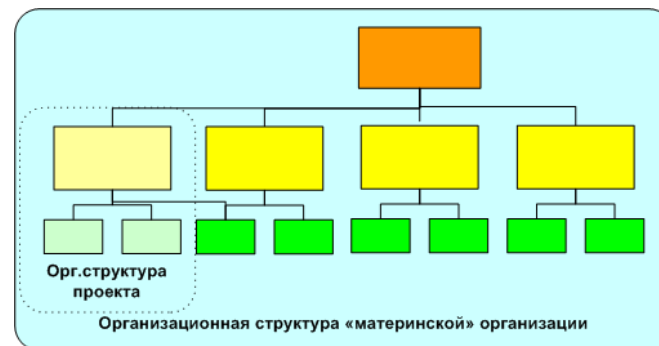 Орг.структура
проекта
Организационная структура «материнской» организации